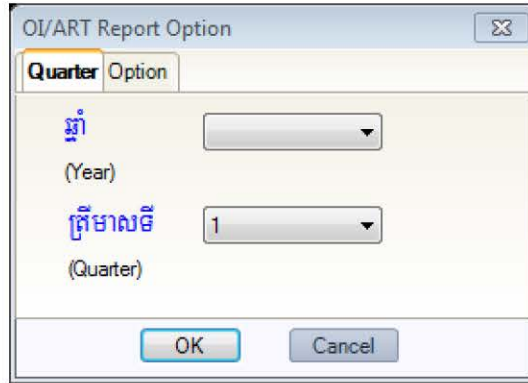 OI/ART Report Option
Quarter Option
ឆ្នាំ
(Year)
ត្រីមាសទី 1
(Quarter)
OK Cancel